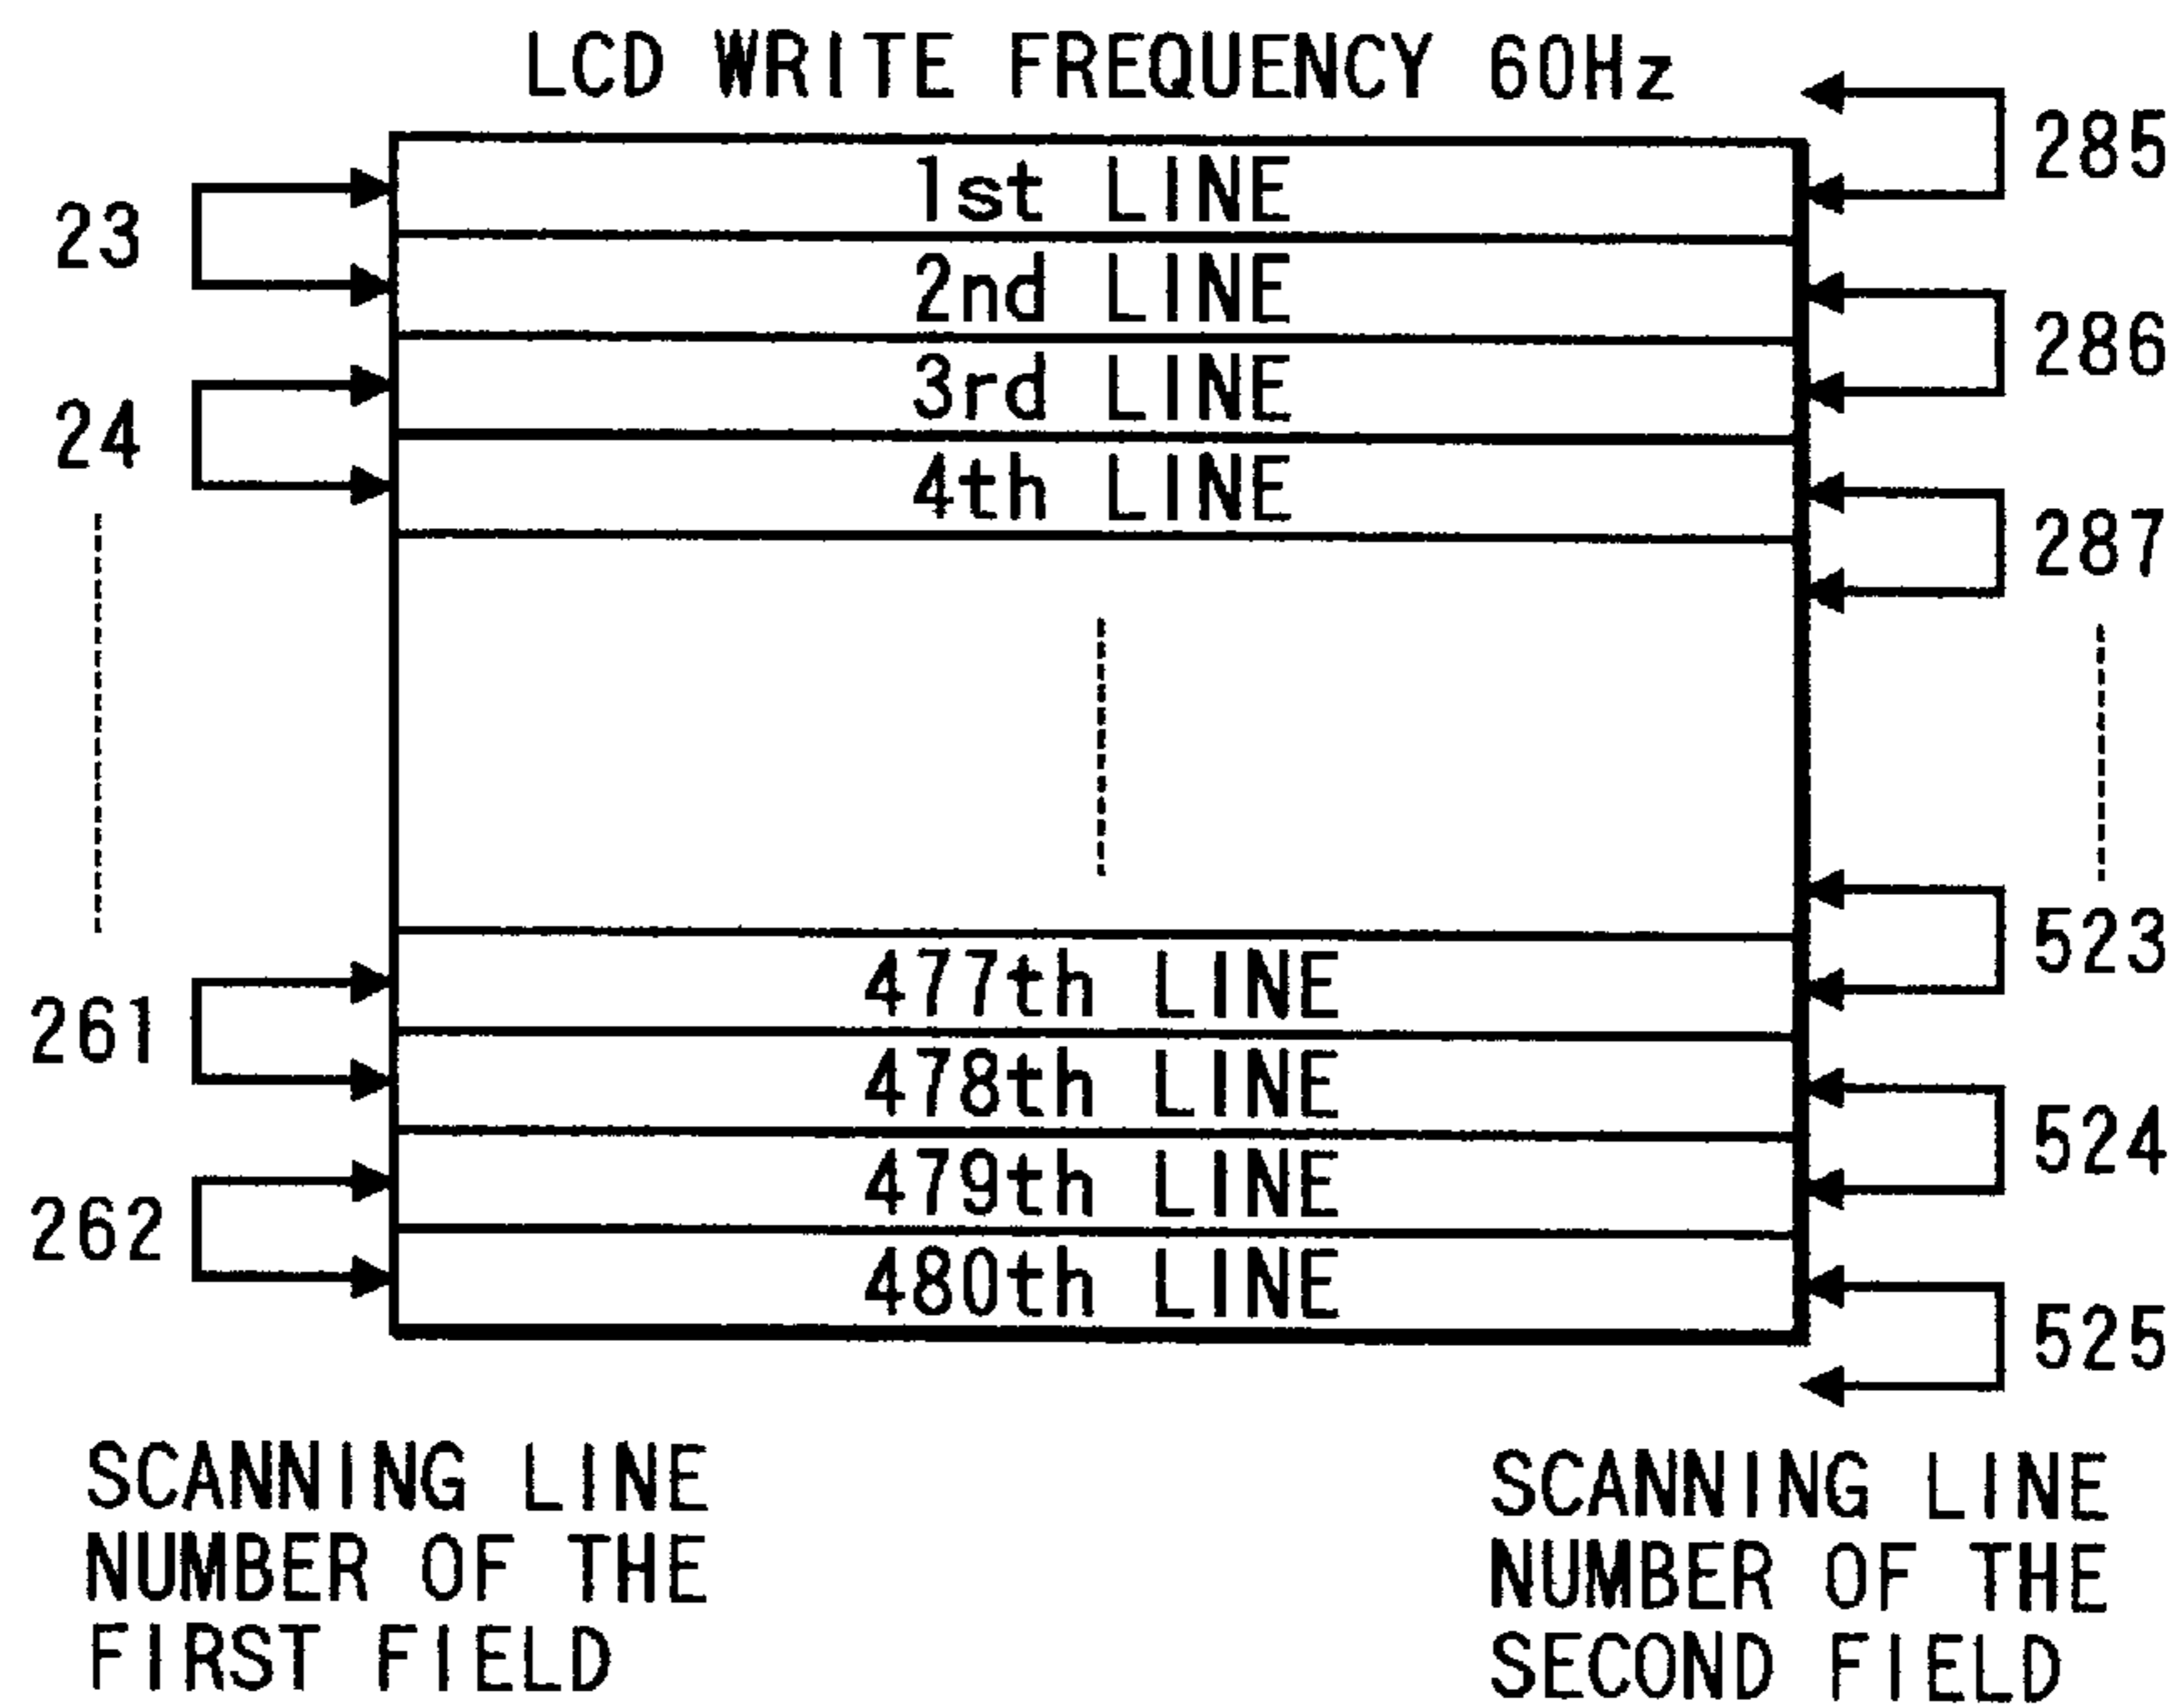 LCD WRITE FREQUENCY 60Hz
285
1st LINE
23
2nd LINE
286
3rd LINE
24
4th LINE
287
523
477th LINE
261
478th LINE
524
479th LINE
262
480th LINE
525
SCANNING LINE
NUMBER OF THE
FIRST FIELD
SCANNING LINE
NUMBER OF THE
SECOND FIELD